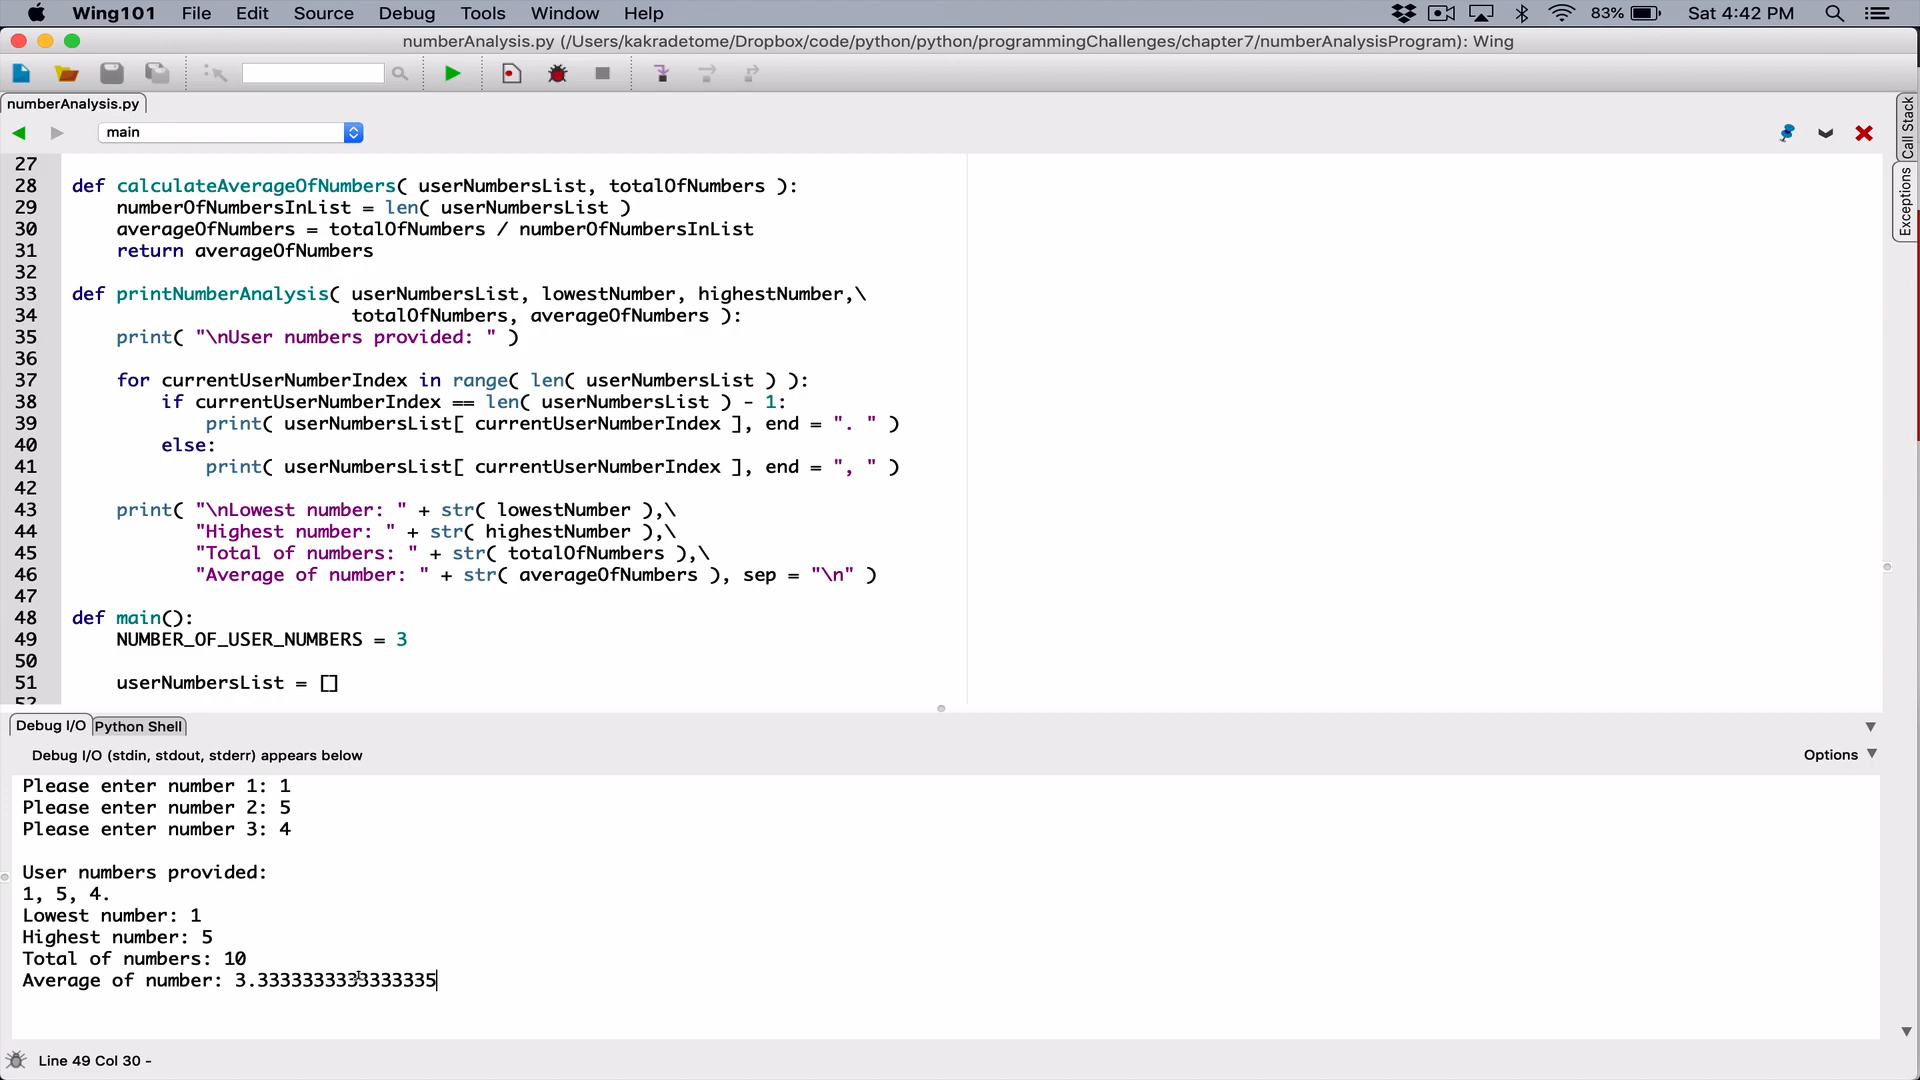 Wing101 File Edit Source Debug Tools Window Help 83% Sat 4:42 PM
numberAnalysis.py (/Users/kakradetome/Dropbox/code/python/python/programmingChallenges/chapter7/numberAnalysisProgram): Wing
numberAnalysis.py
main
Call Stack
Exceptions
27
28 def calculateAverageOfNumbers( userNumbersList, totalOfNumbers ):
29     numberOfNumbersInList = len( userNumbersList )
30     averageOfNumbers = totalOfNumbers / numberOfNumbersInList
31     return averageOfNumbers
32
33 def printNumberAnalysis( userNumbersList, lowestNumber, highestNumber,\
34                          totalOfNumbers, averageOfNumbers ):
35     print( "\nUser numbers provided: " )
36
37     for currentUserNumberIndex in range( len( userNumbersList ) ):
38         if currentUserNumberIndex == len( userNumbersList ) - 1:
39             print( userNumbersList[ currentUserNumberIndex ], end = ". " )
40         else:
41             print( userNumbersList[ currentUserNumberIndex ], end = ", " )
42
43     print( "\nLowest number: " + str( lowestNumber ),\
44            "Highest number: " + str( highestNumber ),\
45            "Total of numbers: " + str( totalOfNumbers ),\
46            "Average of number: " + str( averageOfNumbers ), sep = "\n" )
47
48 def main():
49     NUMBER_OF_USER_NUMBERS = 3
50
51     userNumbersList = []
52
Debug I/O Python Shell
Debug I/O (stdin, stdout, stderr) appears below Options
Please enter number 1: 1
Please enter number 2: 5
Please enter number 3: 4
User numbers provided:
1, 5, 4.
Lowest number: 1
Highest number: 5
Total of numbers: 10
Average of number: 3.3333333333333335
Line 49 Col 30 -